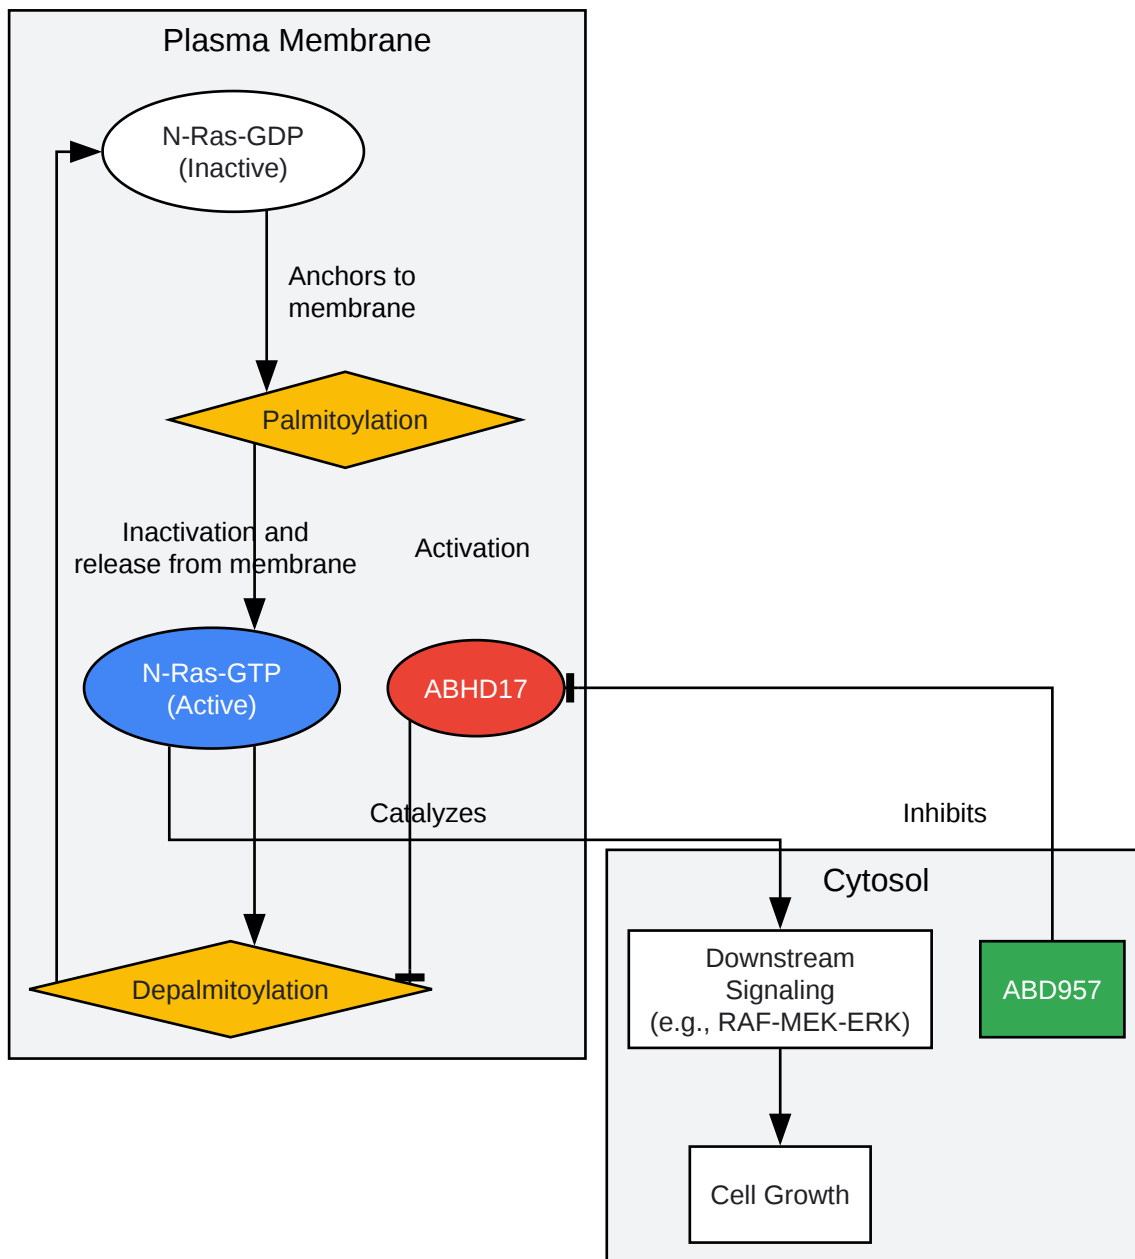 Plasma Membrane
N-Ras-GDP
(Inactive)
Anchors to
membrane
Palmitoylation
Inactivation and
release from membrane
Activation
N-Ras-GTP
(Active)
ABHD17
Catalyzes
Inhibits
Cytosol
Depalmitoylation
Downstream
Signaling
(e.g., RAF-MEK-ERK)
ABD957
Cell Growth